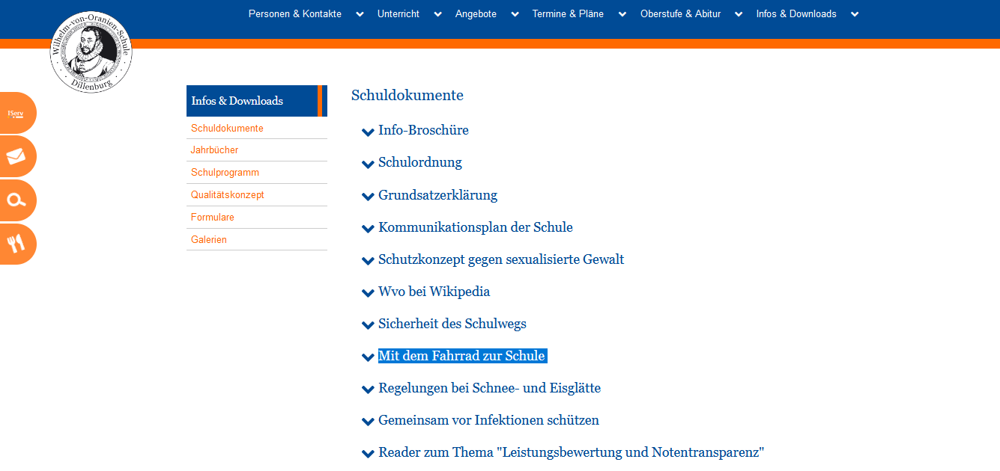 Personen & Kontakte Unterricht Angebote Termine & Pläne Oberstufe & Abitur Infos & Downloads
Wilhelm-von-Oranien-Schule
Dillenburg
IServ
Infos & Downloads
Schuldokumente
Jahrbücher
Schulprogramm
Qualitätskonzept
Formulare
Galerien
Schuldokumente
Info-Broschüre
Schulordnung
Grundsatzerklärung
Kommunikationsplan der Schule
Schutzkonzept gegen sexualisierte Gewalt
Wvo bei Wikipedia
Sicherheit des Schulwegs
Mit dem Fahrrad zur Schule
Regelungen bei Schnee- und Eisglätte
Gemeinsam vor Infektionen schützen
Reader zum Thema "Leistungsbewertung und Notentransparenz"